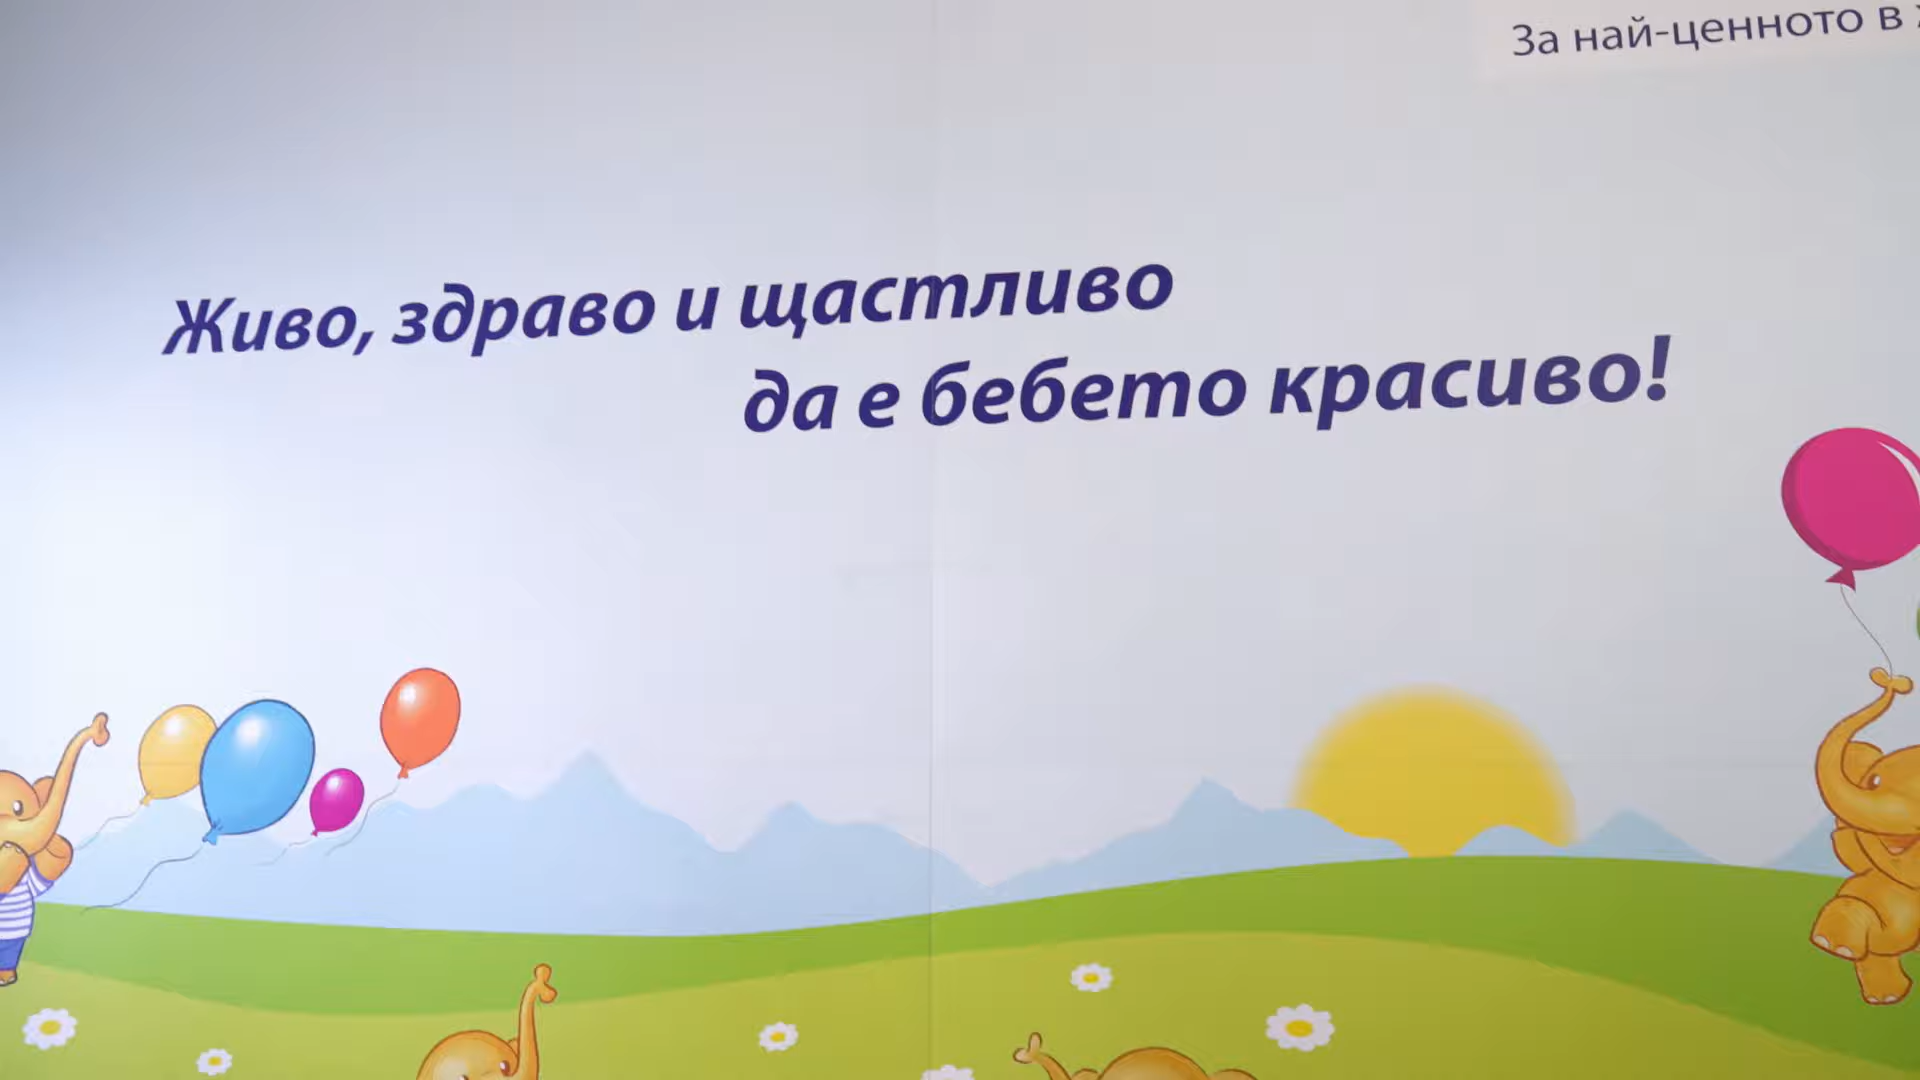 За най-ценното в
Живо, здраво и щастливо
да е бебето красиво!